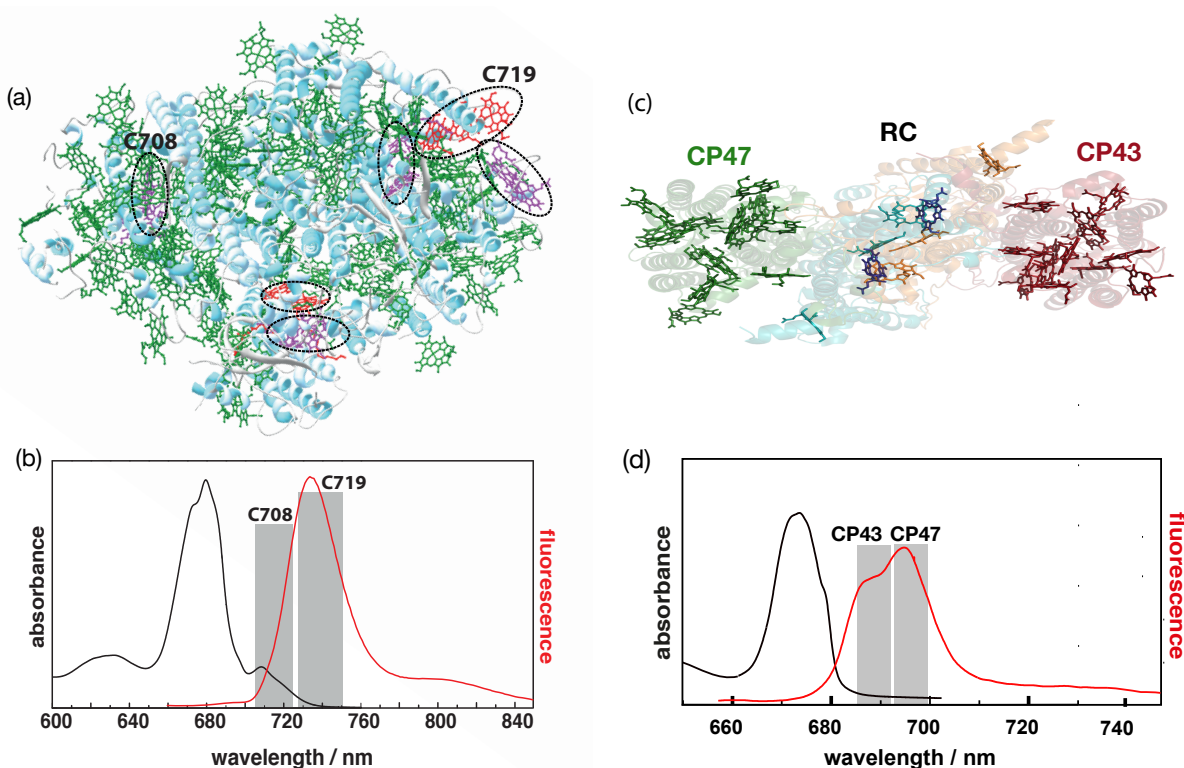 (a)
C719
C708
(c)
RC
CP47
CP43
(b)
absorbance
C719
C708
fluorescence
600
640
680
720
760
800
840
wavelength / nm
(d)
absorbance
CP43
CP47
fluorescence
660
680
700
720
740
wavelength / nm